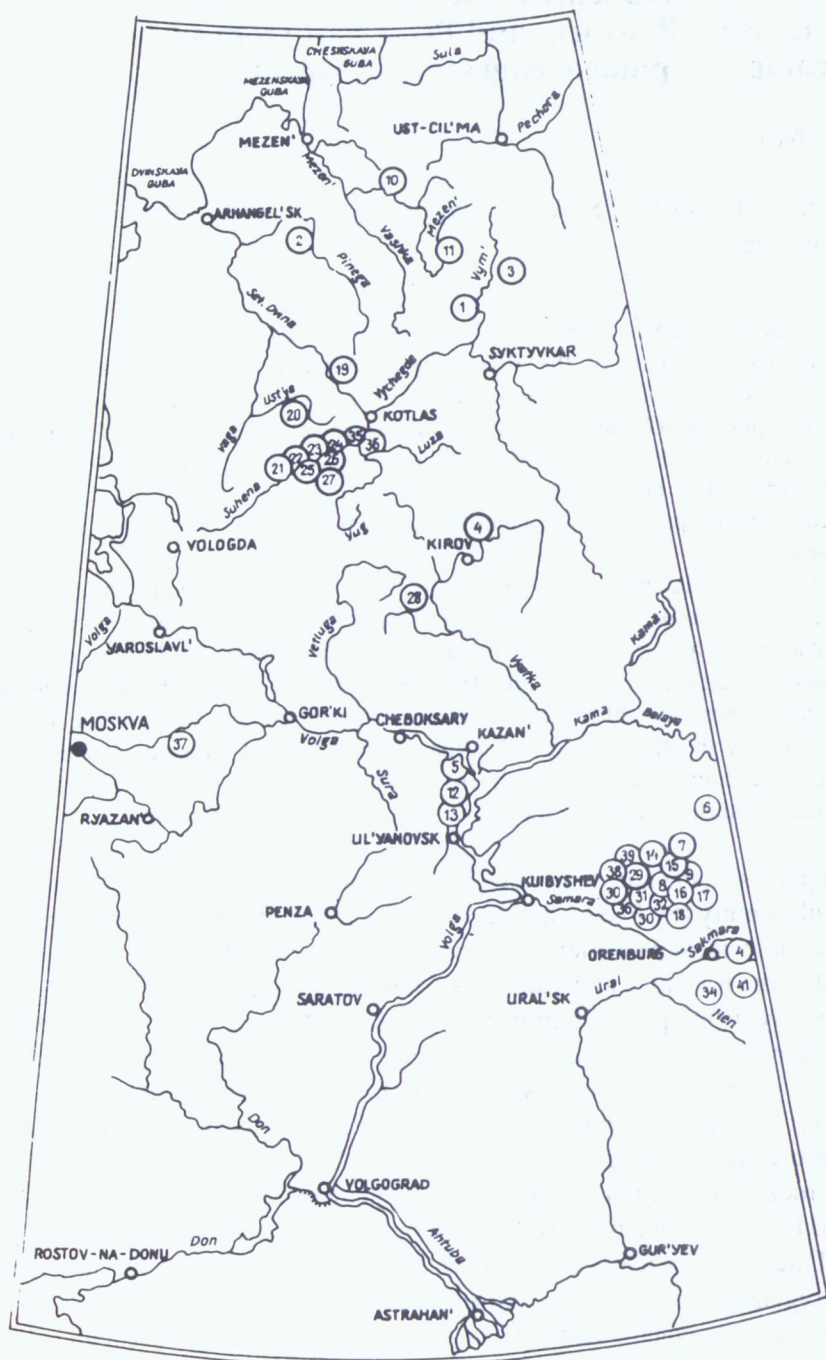 CHESHSKAYA
GUBA
Sula
MEZENSKAYA
GUBA
Pechora
UST-CIL'MA
MEZEN'
Mezen'
DVINSKAYA
GUBA
10
ARHANGEL'SK
Mezen'
2
Vashka
11
Vym'
3
Pinega
1
Sev. Dvina
SYKTYVKAR
19
Vychegda
Ustja
20
KOTLAS
Vaga
23
24
35
36
Luza
22
26
21
25
27
Suhena
Yug
4
VOLOGDA
KIROV
28
Volga
Vetluga
YAROSLAVL'
Kama
Vyatka
GOR'KI
CHEBOKSARY
Kama
Belaya
MOSKVA
37
Volga
KAZAN'
5
Sura
12
6
RYAZAN'
13
UL'YANOVSK
7
39
14
15
38
29
9
KUIBYSHEV
8
30
31
16
17
PENZA
Samara
36
32
18
30
Volga
Sakmara
ORENBURG
4
SARATOV
URAL'SK
Ural
34
41
Ilen
Don
VOLGOGRAD
Don
Ahtuba
ROSTOV-NA-DONU
GUR'YEV
ASTRAHAN'